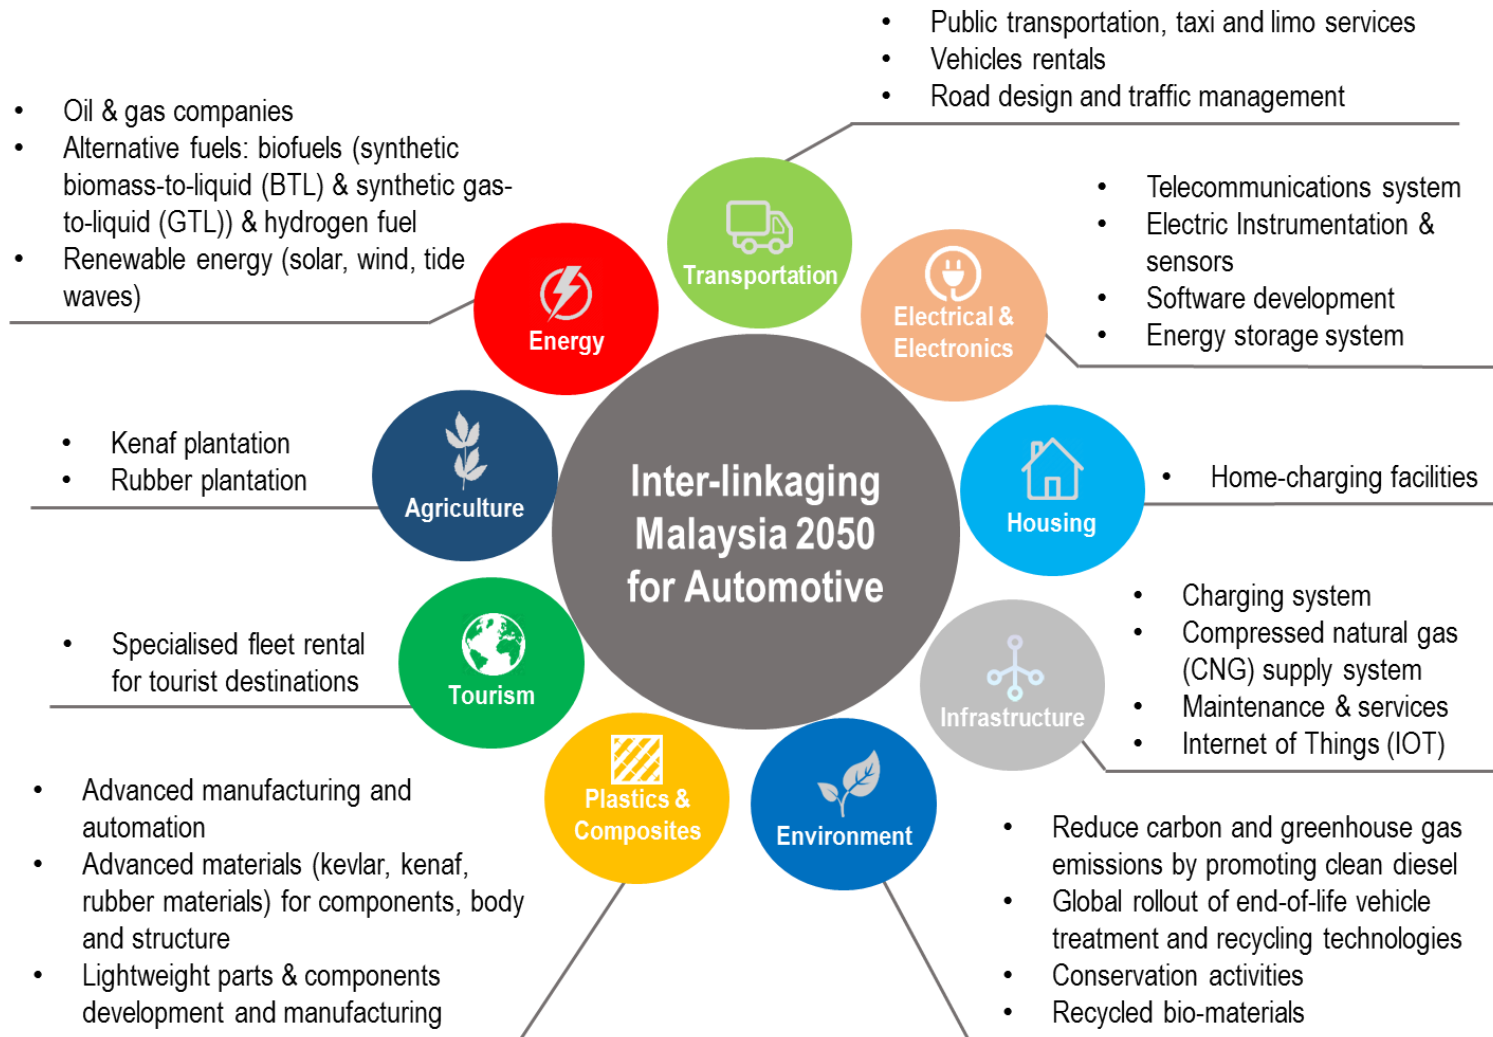 • Public transportation, taxi and limo services
• Vehicles rentals
• Road design and traffic management
• Oil & gas companies
• Alternative fuels: biofuels (synthetic
biomass-to-liquid (BTL) & synthetic gas-
to-liquid (GTL)) & hydrogen fuel
• Renewable energy (solar, wind, tide
waves)
Transportation
• Telecommunications system
• Electric Instrumentation &
sensors
• Software development
• Energy storage system
Energy
Electrical &
Electronics
• Kenaf plantation
• Rubber plantation
Agriculture
Inter-linkaging
Malaysia 2050
for Automotive
Housing
• Home-charging facilities
• Specialised fleet rental
for tourist destinations
Tourism
Infrastructure
• Charging system
• Compressed natural gas
(CNG) supply system
• Maintenance & services
• Internet of Things (IOT)
Plastics &
Composites
Environment
• Advanced manufacturing and
automation
• Advanced materials (kevlar, kenaf,
rubber materials) for components, body
and structure
• Lightweight parts & components
development and manufacturing
• Reduce carbon and greenhouse gas
emissions by promoting clean diesel
• Global rollout of end-of-life vehicle
treatment and recycling technologies
• Conservation activities
• Recycled bio-materials